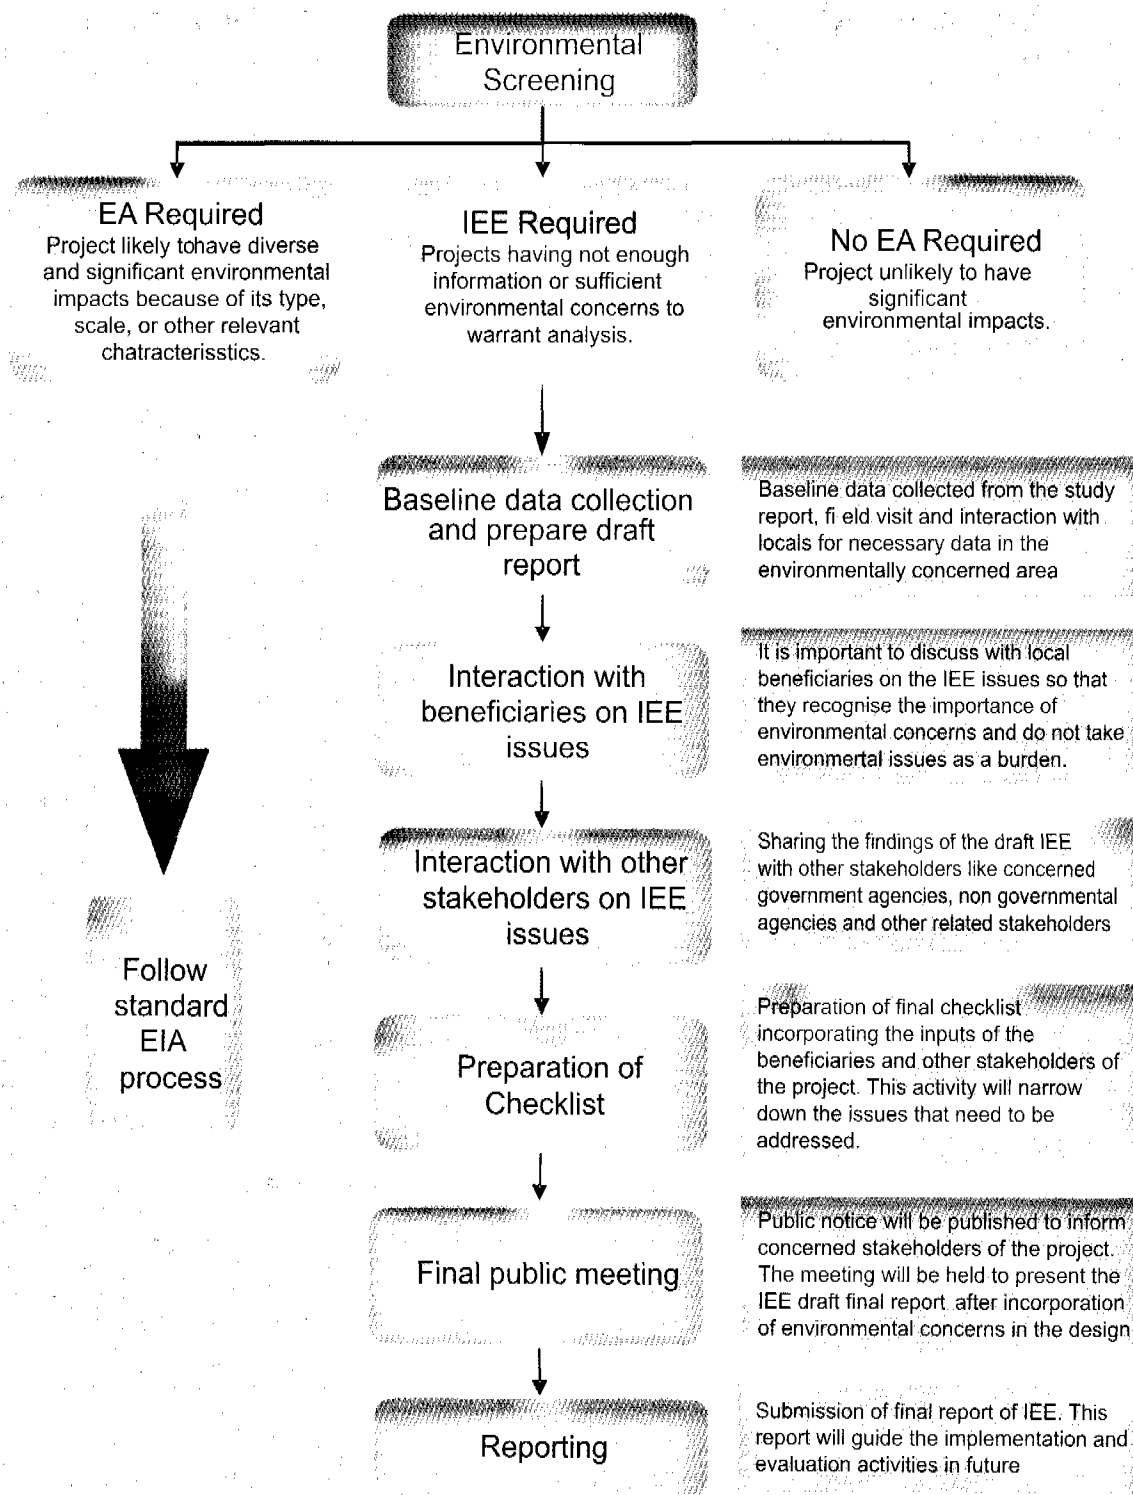 Environmental
Screening
EA Required
Project likely tohave diverse
and significant environmental
impacts because of its type,
scale, or other relevant
chatracterisstics.
IEE Required
Projects having not enough
information or sufficient
environmental concerns to
warrant analysis.
No EA Required
Project unlikely to have
significant
environmental impacts.
Baseline data collection
and prepare draft
report
Baseline data collected from the study
report, fi eld visit and interaction with
locals for necessary data in the
environmentally concerned area
Interaction with
beneficiaries on IEE
issues
It is important to discuss with local
beneficiaries on the IEE issues so that
they recognise the importance of
environmental concerns and do not take
environmertal issues as a burden.
Interaction with other
stakeholders on IEE
issues
Sharing the findings of the draft IEE
with other stakeholders like concerned
government agencies, non governmental
agencies and other related stakeholders
Follow
standard
EIA
process
Preparation of
Checklist
Preparation of final checklist
incorporating the inputs of the
beneficiaries and other stakeholders of
the project. This activity will narrow
down the issues that need to be
addressed.
Final public meeting
Public notice will be published to inform
concerned stakeholders of the project.
The meeting will be held to present the
IEE draft final report after incorporation
of environmental concerns in the design
Reporting
Submission of final report of IEE. This
report will guide the implementation and
evaluation activities in future